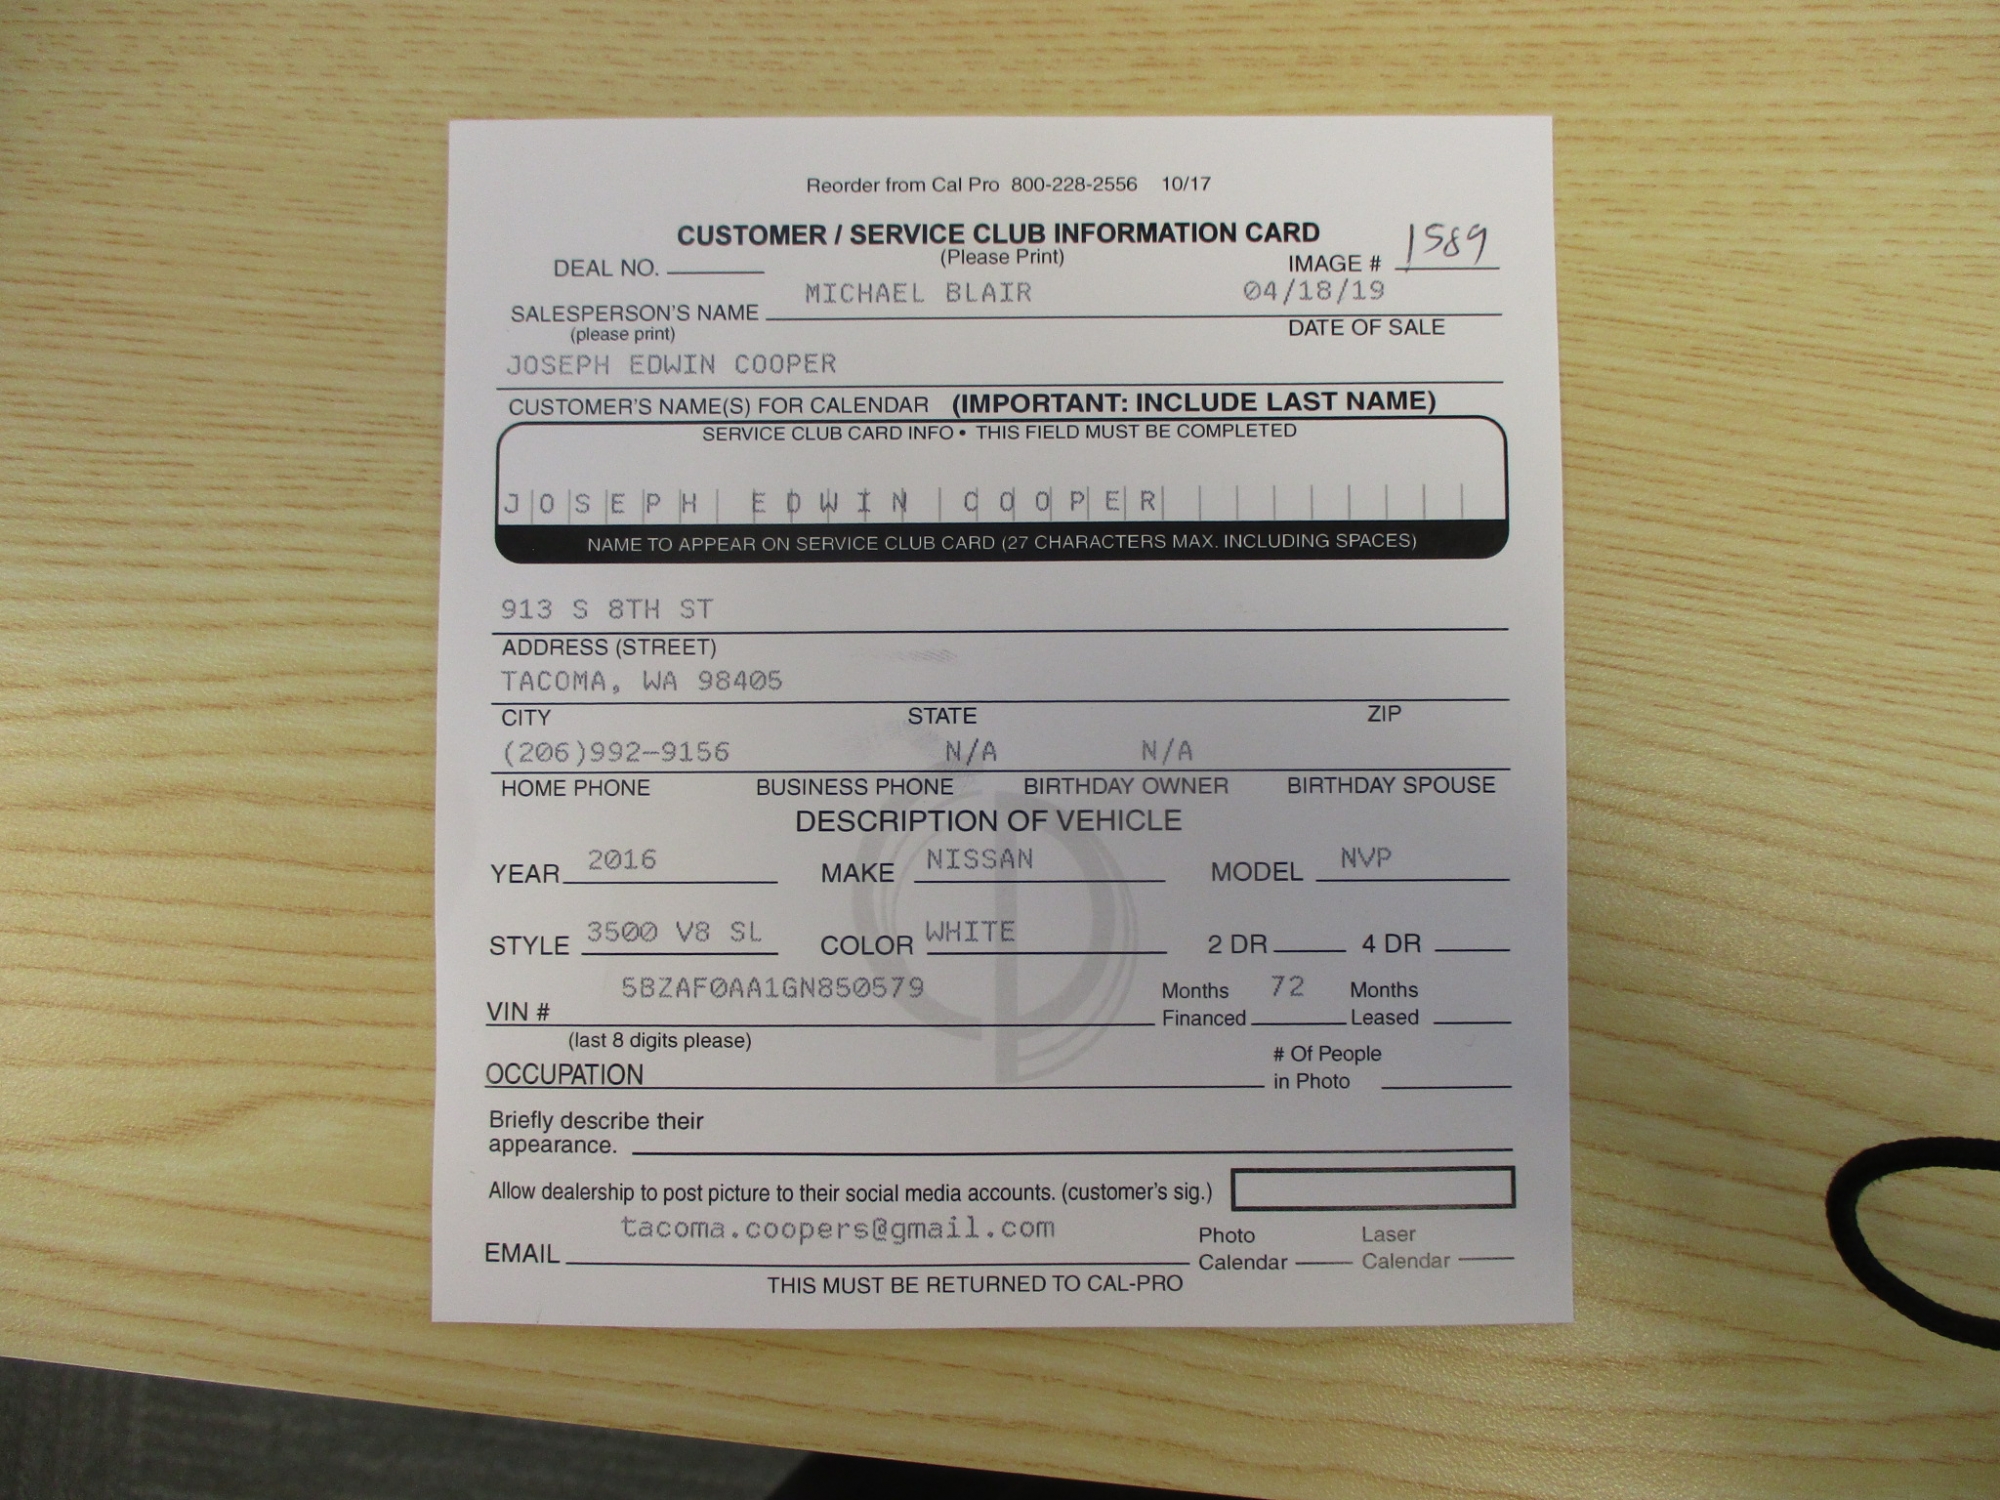 Reorder from Cal Pro 800-228-2556 10/17
CUSTOMER / SERVICE CLUB INFORMATION CARD
(Please Print)
DEAL NO.
IMAGE # 1589
MICHAEL BLAIR 04/18/19
SALESPERSON'S NAME
(please print)
DATE OF SALE
JOSEPH EDWIN COOPER
CUSTOMER'S NAME(S) FOR CALENDAR (IMPORTANT: INCLUDE LAST NAME)
SERVICE CLUB CARD INFO • THIS FIELD MUST BE COMPLETED
JOSEPH EDWIN COOPER
NAME TO APPEAR ON SERVICE CLUB CARD (27 CHARACTERS MAX. INCLUDING SPACES)
913 S 8TH ST
ADDRESS (STREET)
TACOMA, WA 98405
CITY STATE ZIP
(206)992-9156 N/A N/A
HOME PHONE BUSINESS PHONE BIRTHDAY OWNER BIRTHDAY SPOUSE
DESCRIPTION OF VEHICLE
YEAR 2016 MAKE NISSAN MODEL NVP
STYLE 3500 V8 SL COLOR WHITE 2 DR 4 DR
VIN # 5BZAF0AA1GN850579
(last 8 digits please)
Months Financed 72 Months Leased
OCCUPATION
# Of People in Photo
Briefly describe their
appearance.
Allow dealership to post picture to their social media accounts. (customer's sig.)
EMAIL tacoma.coopers@gmail.com
Photo Calendar Laser Calendar
THIS MUST BE RETURNED TO CAL-PRO